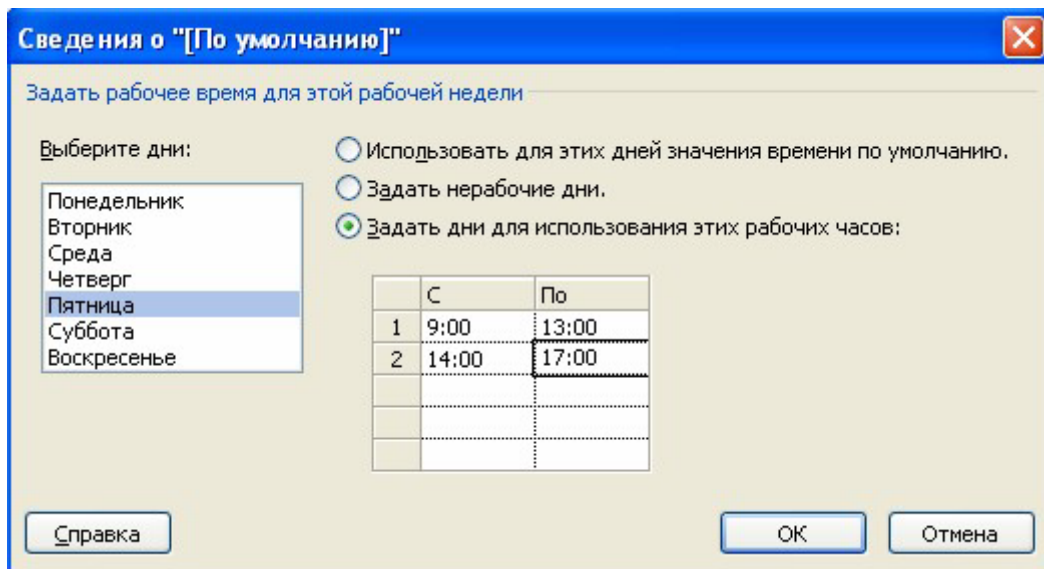 Сведения о "[По умолчанию]"
Задать рабочее время для этой рабочей недели
Выберите дни:
Понедельник
Вторник
Среда
Четверг
Пятница
Суббота
Воскресенье
Использовать для этих дней значения времени по умолчанию.
Задать нерабочие дни.
Задать дни для использования этих рабочих часов:
С По
1 9:00 13:00
2 14:00 17:00
Справка ОК Отмена